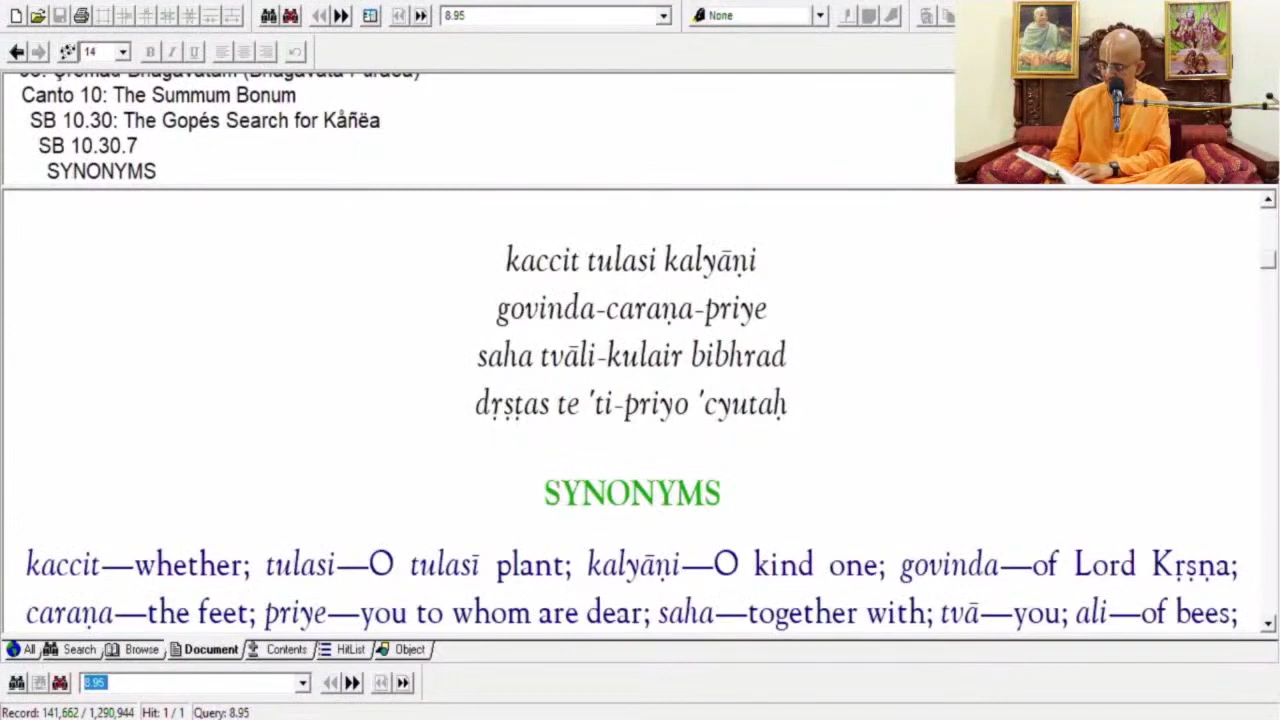 8.95
None
14
B I U
Canto 10: The Summum Bonum
SB 10.30: The Gopés Search for Kåñëa
SB 10.30.7
SYNONYMS
kaccit tulasi kalyāṇi
govinda-caraṇa-priye
saha tvāli-kulair bibhrad
dṛṣṭas te 'ti-priyo 'cyutaḥ
SYNONYMS
kaccit—whether; tulasi—O tulasī plant; kalyāṇi—O kind one; govinda—of Lord Kṛṣṇa;
caraṇa—the feet; priye—you to whom are dear; saha—together with; tvā—you; ali—of bees;
All Search Browse Document Contents HitList Object
8.95
Record: 141,662 / 1,290,944 Hit: 1 / 1 Query: 8.95